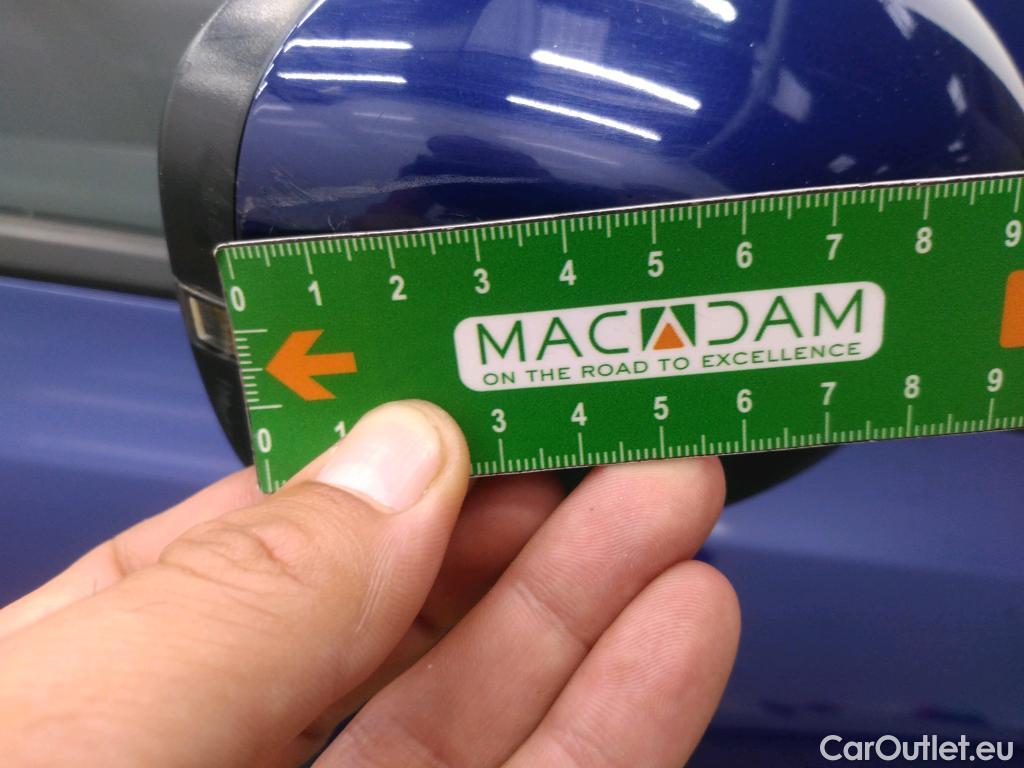 0 1 2 3 4 5 6 7 8 9
MACADAM
ON THE ROAD TO EXCELLENCE
0 1 3 4 5 6 7 8 9
CarOutlet.eu